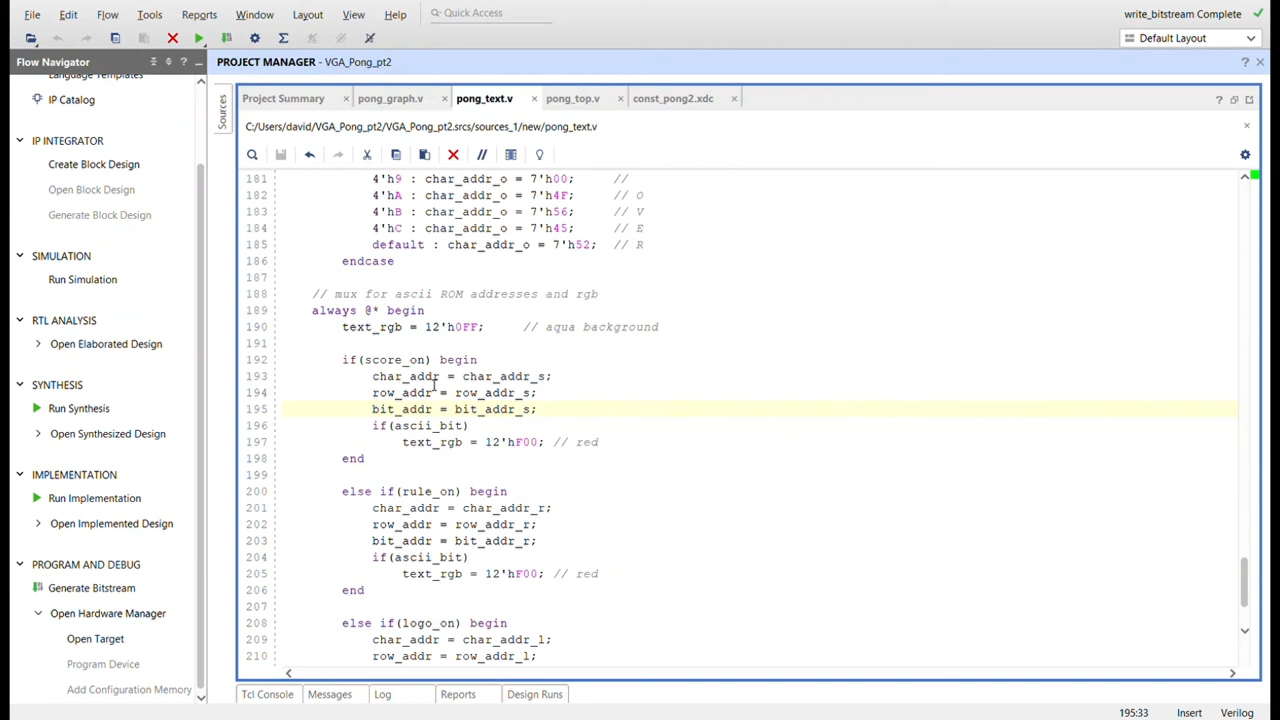 File Edit Flow Tools Reports Window Layout View Help Quick Access write_bitstream Complete
Default Layout
Flow Navigator PROJECT MANAGER - VGA_Pong_pt2
Language Templates
IP Catalog
IP INTEGRATOR
Create Block Design
Open Block Design
Generate Block Design
SIMULATION
Run Simulation
RTL ANALYSIS
Open Elaborated Design
SYNTHESIS
Run Synthesis
Open Synthesized Design
IMPLEMENTATION
Run Implementation
Open Implemented Design
PROGRAM AND DEBUG
Generate Bitstream
Open Hardware Manager
Open Target
Program Device
Add Configuration Memory
Sources
Project Summary pong_graph.v pong_text.v pong_top.v const_pong2.xdc
C:/Users/david/VGA_Pong_pt2/VGA_Pong_pt2.srcs/sources_1/new/pong_text.v
181 4'h9 : char_addr_o = 7'h00; //
182 4'hA : char_addr_o = 7'h4F; // O
183 4'hB : char_addr_o = 7'h56; // V
184 4'hC : char_addr_o = 7'h45; // E
185 default : char_addr_o = 7'h52; // R
186 endcase
187
188 // mux for ascii ROM addresses and rgb
189 always @* begin
190 text_rgb = 12'h0FF; // aqua background
191
192 if(score_on) begin
193 char_addr = char_addr_s;
194 row_addr = row_addr_s;
195 bit_addr = bit_addr_s;
196 if(ascii_bit)
197 text_rgb = 12'hF00; // red
198 end
199
200 else if(rule_on) begin
201 char_addr = char_addr_r;
202 row_addr = row_addr_r;
203 bit_addr = bit_addr_r;
204 if(ascii_bit)
205 text_rgb = 12'hF00; // red
206 end
207
208 else if(logo_on) begin
209 char_addr = char_addr_l;
210 row_addr = row_addr_l;
Tcl Console Messages Log Reports Design Runs
195:33 Insert Verilog